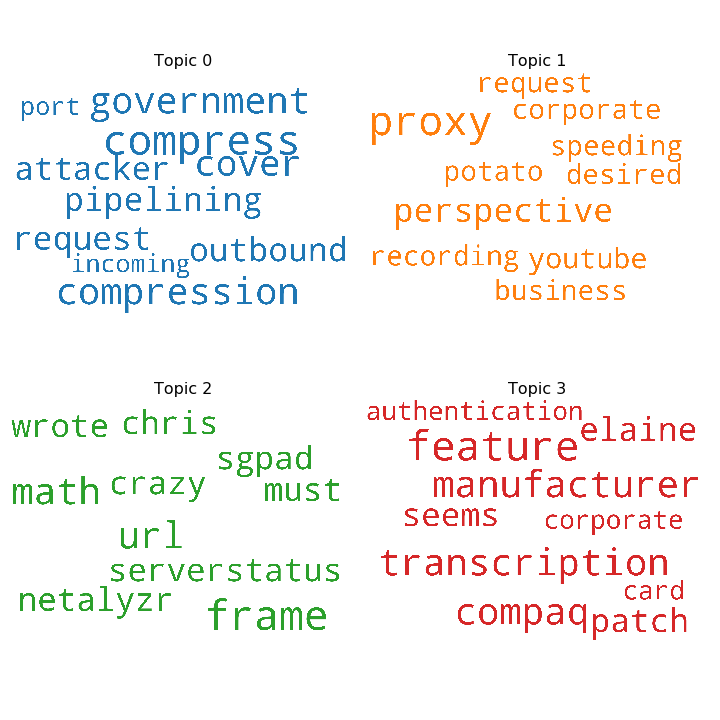 Topic 0
port government
compress
attacker cover
pipelining
request outbound
incoming
compression
Topic 1
request
corporate
proxy
speeding
potato desired
perspective
recording youtube
business
Topic 2
wrote chris
sgpad
math crazy must
url
serverstatus
netalyzr frame
Topic 3
authentication
feature elaine
manufacturer
seems corporate
transcription
card
compaq patch